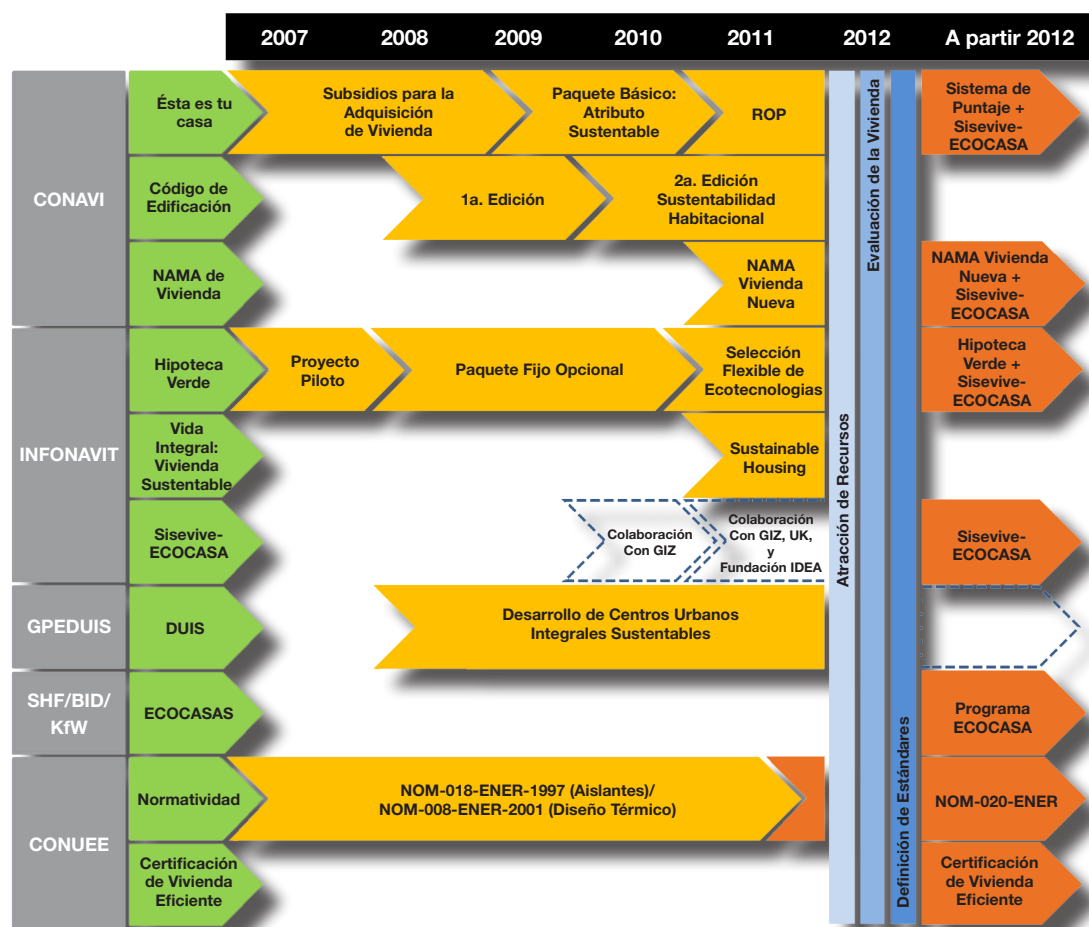 2007 2008 2009 2010 2011 2012 A partir 2012
CONAVI
Ésta es tu
casa
Subsidios para la
Adquisición
de Vivienda
Paquete Básico:
Atributo
Sustentable
ROP
Sistema de
Puntaje +
Sisevive-
ECOCASA
Código de
Edificación
1a. Edición
2a. Edición
Sustentabilidad
Habitacional
NAMA de
Vivienda
NAMA
Vivienda
Nueva
NAMA Vivienda
Nueva +
Sisevive-
ECOCASA
INFONAVIT
Hipoteca
Verde
Proyecto
Piloto
Paquete Fijo Opcional
Selección
Flexible de
Ecotecnologias
Hipoteca
Verde +
Sisevive-
ECOCASA
Vida
Integral:
Vivienda
Sustentable
Sustainable
Housing
Sisevive-
ECOCASA
Colaboración
Con GIZ
Colaboración
Con GIZ, UK,
y
Fundación IDEA
Sisevive-
ECOCASA
GPEDUIS
DUIS
Desarrollo de Centros Urbanos
Integrales Sustentables
SHF/BID/
KfW
ECOCASAS
Programa
ECOCASA
CONUEE
Normatividad
NOM-018-ENER-1997 (Aislantes)/
NOM-008-ENER-2001 (Diseño Térmico)
NOM-020-ENER
Certificación
de Vivienda
Eficiente
Certificación
de Vivienda
Eficiente
Atracción de Recursos
Evaluación de la Vivienda
Definición de Estándares